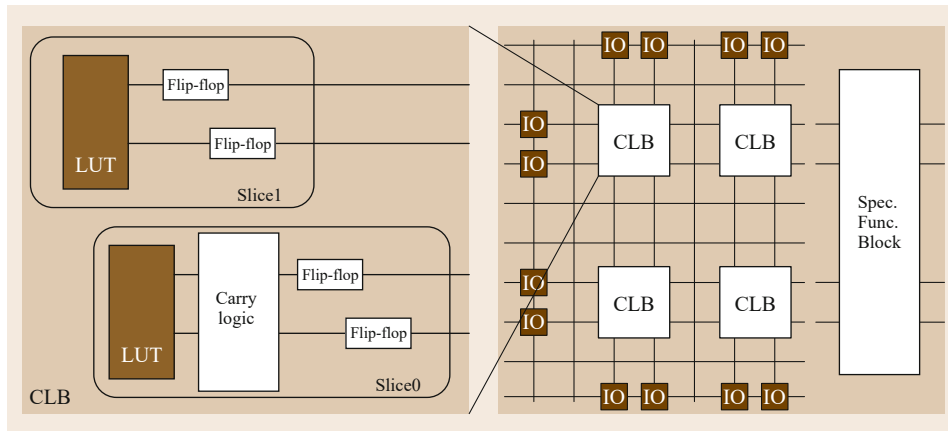 LUT
Flip-flop
Flip-flop
Slice1
LUT
Carry
logic
Flip-flop
Flip-flop
Slice0
CLB
IO IO IO IO
IO
IO
CLB CLB
IO
IO
CLB CLB
IO IO IO IO
Spec.
Func.
Block